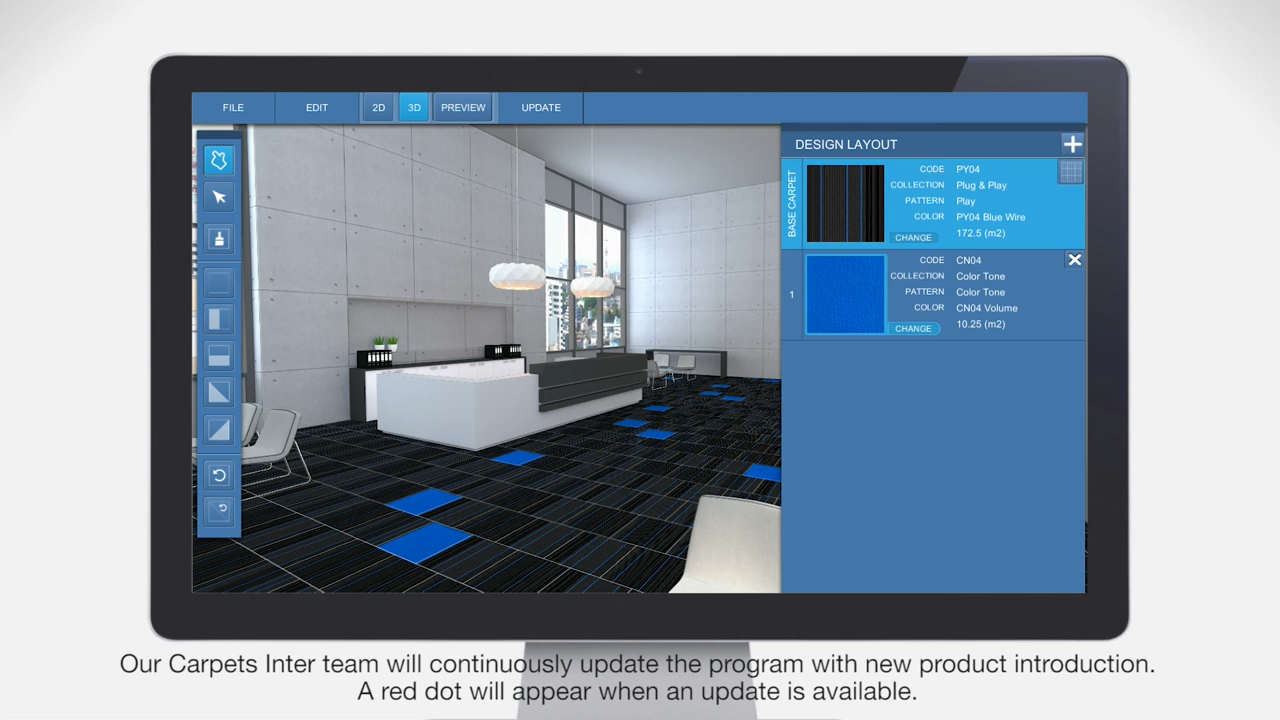 FILE
EDIT
2D
3D
PREVIEW
UPDATE
DESIGN LAYOUT
BASE CARPET
CODE PY04
COLLECTION Plug & Play
PATTERN Play
COLOR PY04 Blue Wire
CHANGE 172.5 (m2)
1
CODE CN04
COLLECTION Color Tone
PATTERN Color Tone
COLOR CN04 Volume
CHANGE 10.25 (m2)
Our Carpets Inter team will continuously update the program with new product introduction.
A red dot will appear when an update is available.